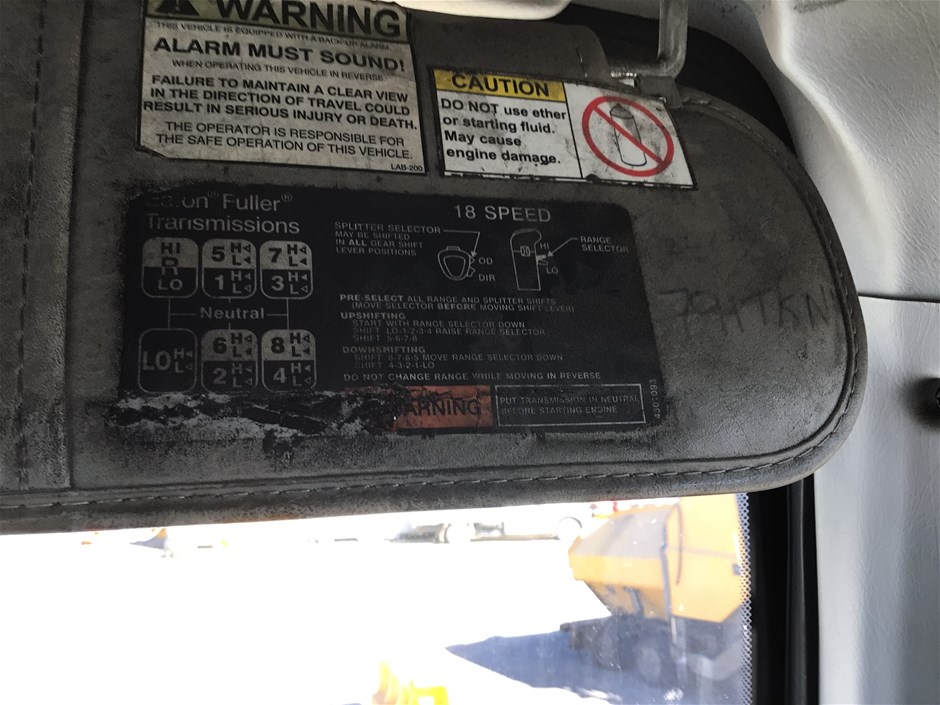 WARNING
THIS VEHICLE IS EQUIPPED WITH A BACK-UP ALARM
ALARM MUST SOUND!
WHEN OPERATING THIS VEHICLE IN REVERSE.
FAILURE TO MAINTAIN A CLEAR VIEW
IN THE DIRECTION OF TRAVEL COULD
RESULT IN SERIOUS INJURY OR DEATH.
THE OPERATOR IS RESPONSIBLE FOR
THE SAFE OPERATION OF THIS VEHICLE.
LAB-200
CAUTION
DO NOT use ether
or starting fluid.
May cause
engine damage.
Fuller®
Transmissions
18 SPEED
HI
R
LO
5 H L
1 H L
7 H L
3 H L
Neutral
LO H L
6 H L
2 H L
8 H L
4 H L
SPLITTER SELECTOR
MAY BE SHIFTED
IN ALL GEAR SHIFT
LEVER POSITIONS
OD
DIR
HI
LO
RANGE
SELECTOR
PRE-SELECT ALL RANGE AND SPLITTER SHIFTS
(MOVE SELECTOR BEFORE MOVING SHIFT LEVER)
UPSHIFTING
START WITH RANGE SELECTOR DOWN
SHIFT LO-1-2-3-4 RAISE RANGE SELECTOR
SHIFT 5-6-7-8
DOWNSHIFTING
SHIFT 8-7-6-5 MOVE RANGE SELECTOR DOWN
SHIFT 4-3-2-1-LO
DO NOT CHANGE RANGE WHILE MOVING IN REVERSE
ARNING
PUT TRANSMISSION IN NEUTRAL
BEFORE STARTING ENGINE
4301093